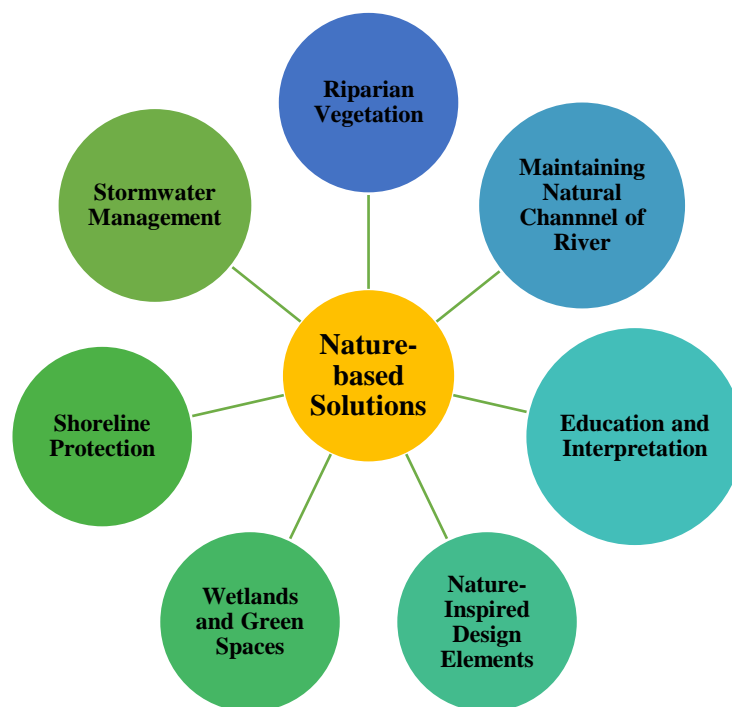 Riparian
Vegetation
Maintaining
Natural
Channnel of
River
Education and
Interpretation
Nature-
Inspired
Design
Elements
Wetlands
and Green
Spaces
Shoreline
Protection
Stormwater
Management
Nature-
based
Solutions